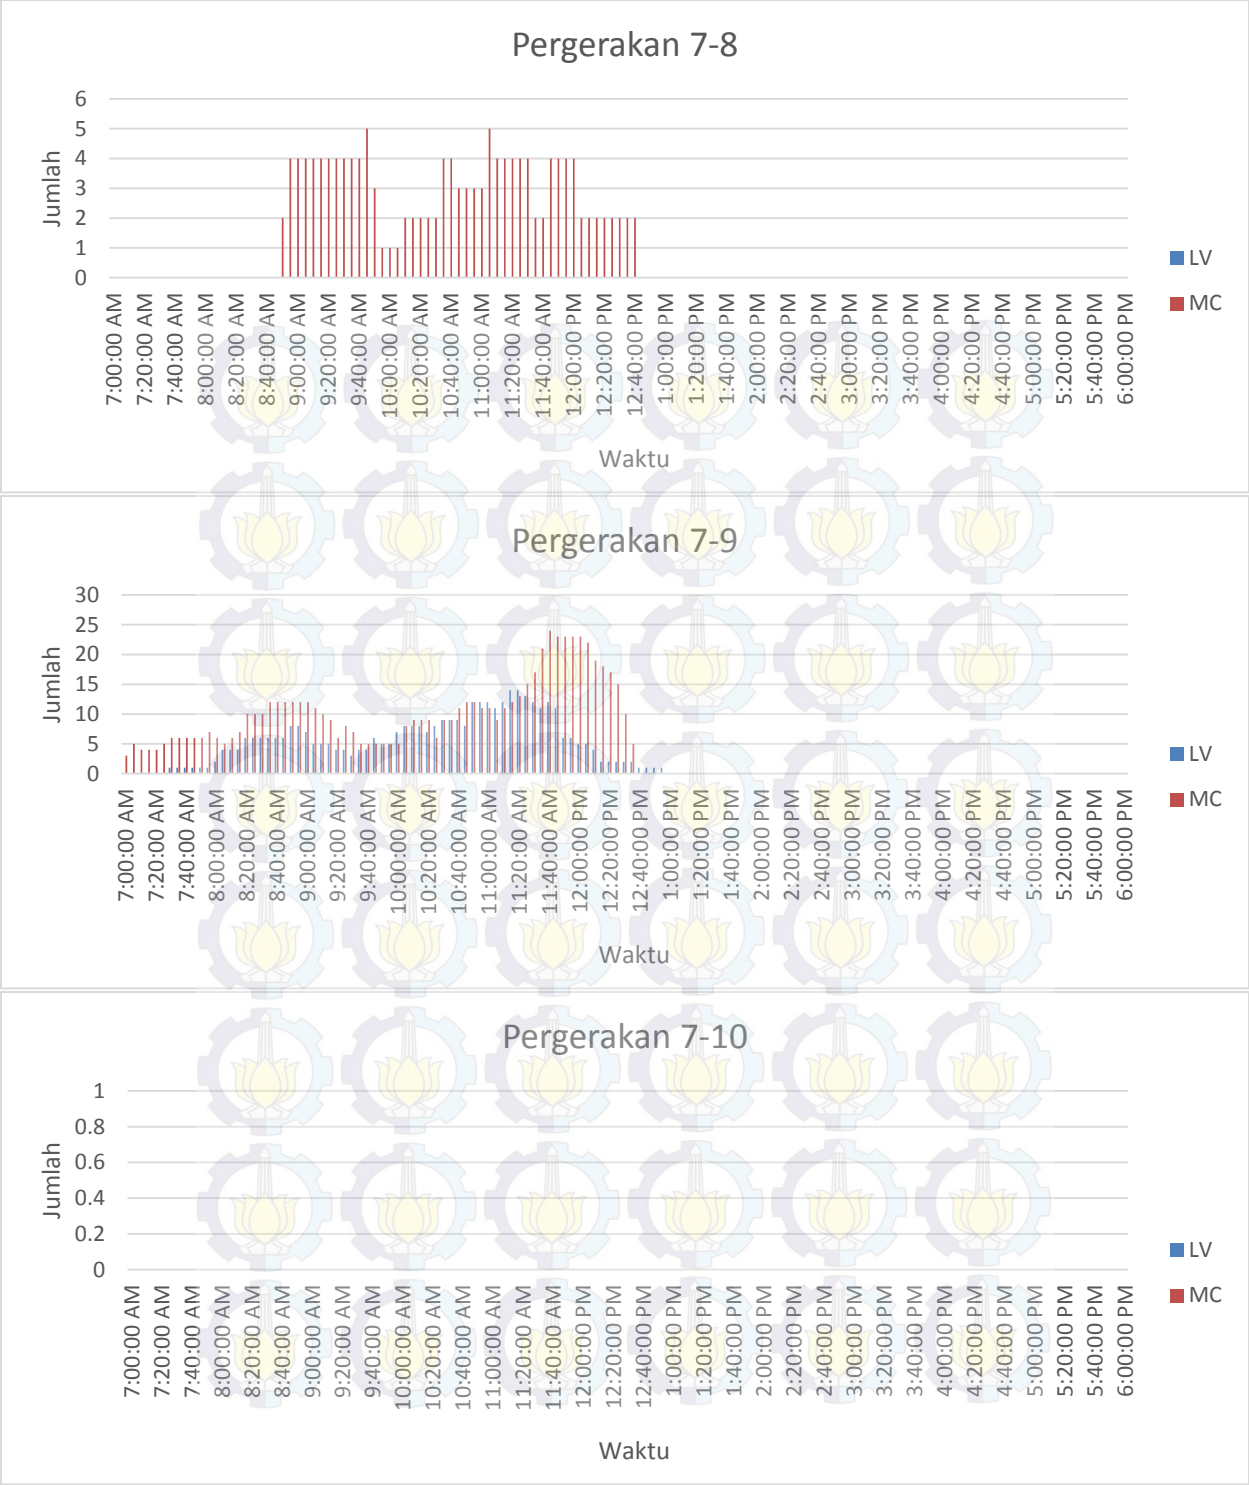 Pergerakan 7-8
6
5
4
3
2
1
0
Jumlah
7:00:00 AM
7:20:00 AM
7:40:00 AM
8:00:00 AM
8:20:00 AM
8:40:00 AM
9:00:00 AM
9:20:00 AM
9:40:00 AM
10:00:00 AM
10:20:00 AM
10:40:00 AM
11:00:00 AM
11:20:00 AM
11:40:00 AM
12:00:00 PM
12:20:00 PM
12:40:00 PM
1:00:00 PM
1:20:00 PM
1:40:00 PM
2:00:00 PM
2:20:00 PM
2:40:00 PM
3:00:00 PM
3:20:00 PM
3:40:00 PM
4:00:00 PM
4:20:00 PM
4:40:00 PM
5:00:00 PM
5:20:00 PM
5:40:00 PM
6:00:00 PM
Waktu
LV
MC
Pergerakan 7-9
30
25
20
15
10
5
0
Jumlah
7:00:00 AM
7:20:00 AM
7:40:00 AM
8:00:00 AM
8:20:00 AM
8:40:00 AM
9:00:00 AM
9:20:00 AM
9:40:00 AM
10:00:00 AM
10:20:00 AM
10:40:00 AM
11:00:00 AM
11:20:00 AM
11:40:00 AM
12:00:00 PM
12:20:00 PM
12:40:00 PM
1:00:00 PM
1:20:00 PM
1:40:00 PM
2:00:00 PM
2:20:00 PM
2:40:00 PM
3:00:00 PM
3:20:00 PM
3:40:00 PM
4:00:00 PM
4:20:00 PM
4:40:00 PM
5:00:00 PM
5:20:00 PM
5:40:00 PM
6:00:00 PM
Waktu
LV
MC
Pergerakan 7-10
1
0.8
0.6
0.4
0.2
0
Jumlah
7:00:00 AM
7:20:00 AM
7:40:00 AM
8:00:00 AM
8:20:00 AM
8:40:00 AM
9:00:00 AM
9:20:00 AM
9:40:00 AM
10:00:00 AM
10:20:00 AM
10:40:00 AM
11:00:00 AM
11:20:00 AM
11:40:00 AM
12:00:00 PM
12:20:00 PM
12:40:00 PM
1:00:00 PM
1:20:00 PM
1:40:00 PM
2:00:00 PM
2:20:00 PM
2:40:00 PM
3:00:00 PM
3:20:00 PM
3:40:00 PM
4:00:00 PM
4:20:00 PM
4:40:00 PM
5:00:00 PM
5:20:00 PM
5:40:00 PM
6:00:00 PM
Waktu
LV
MC